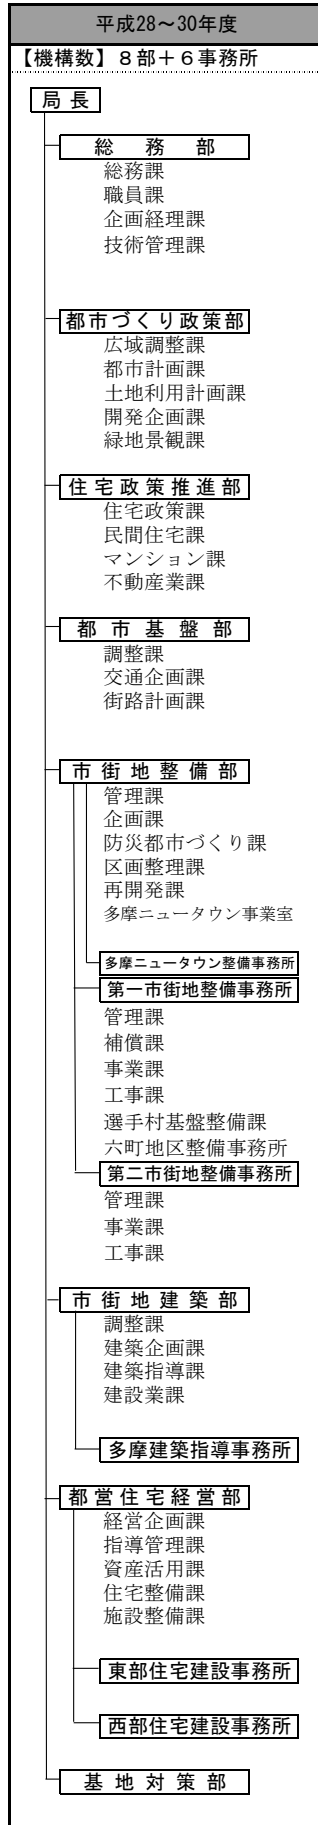 平成28~30年度
【機構数】８部＋６事務所
局長
総務部
総務課
職員課
企画経理課
技術管理課
都市づくり政策部
広域調整課
都市計画課
土地利用計画課
開発企画課
緑地景観課
住宅政策推進部
住宅政策課
民間住宅課
マンション課
不動産業課
都市基盤部
調整課
交通企画課
街路計画課
市街地整備部
管理課
企画課
防災都市づくり課
区画整理課
再開発課
多摩ニュータウン事業室
多摩ニュータウン整備事務所
第一市街地整備事務所
管理課
補償課
事業課
工事課
選手村基盤整備課
六町地区整備事務所
第二市街地整備事務所
管理課
事業課
工事課
市街地建築部
調整課
建築企画課
建築指導課
建設業課
多摩建築指導事務所
都営住宅経営部
経営企画課
指導管理課
資産活用課
住宅整備課
施設整備課
東部住宅建設事務所
西部住宅建設事務所
基地対策部